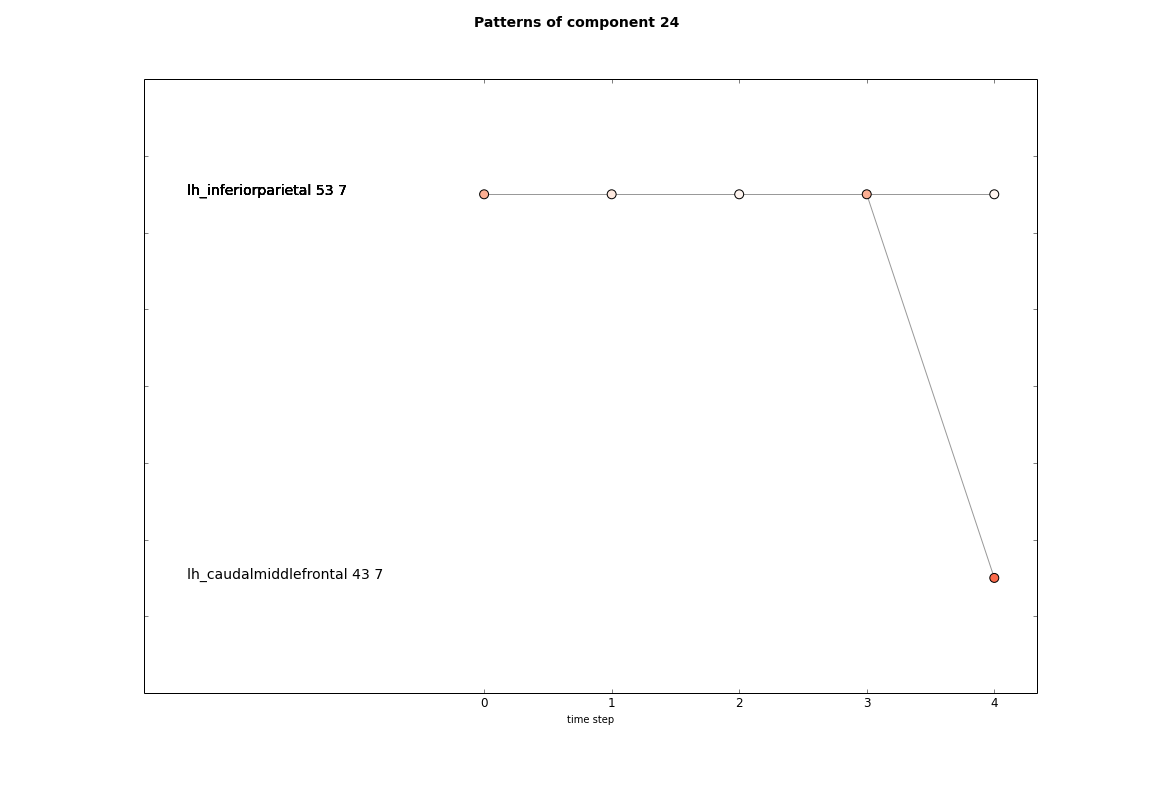 Patterns of component 24
lh_inferiorparietal 53 7
lh_caudalmiddlefrontal 43 7
0 1 2 3 4
time step